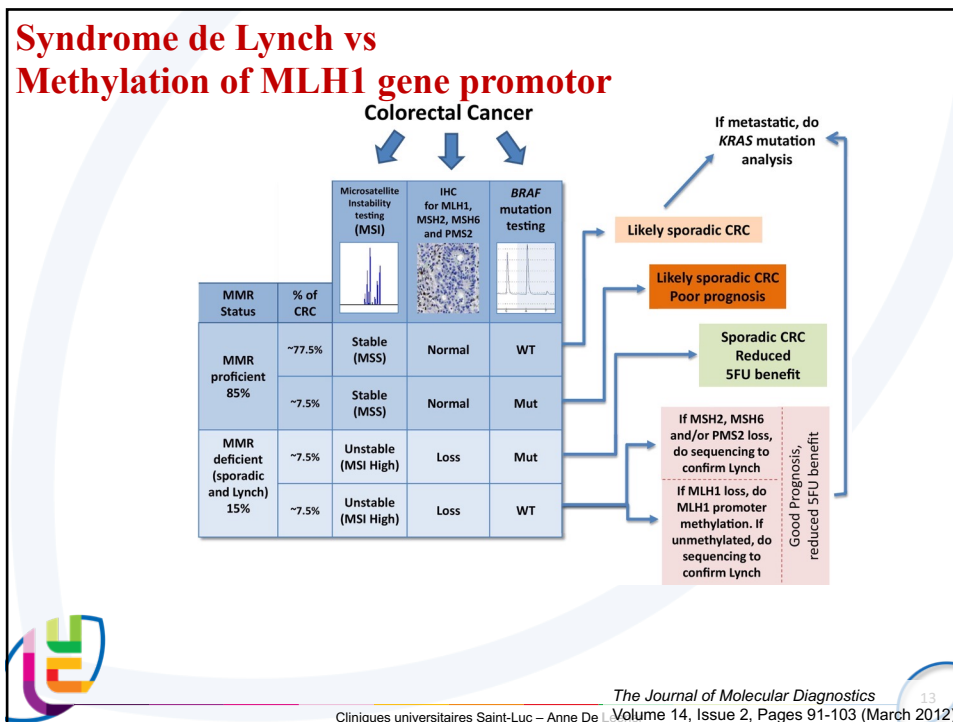 Syndrome de Lynch vs
Methylation of MLH1 gene promotor
Colorectal Cancer
If metastatic, do
KRAS mutation
analysis
Microsatellite
Instability
testing
(MSI)
IHC
for MLH1,
MSH2, MSH6
and PMS2
BRAF
mutation
testing
Likely sporadic CRC
Likely sporadic CRC
Poor prognosis
MMR
Status
% of
CRC
Sporadic CRC
Reduced
5FU benefit
MMR
proficient
85%
~77.5%
Stable
(MSS)
Normal
WT
~7.5%
Stable
(MSS)
Normal
Mut
MMR
deficient
(sporadic
and Lynch)
15%
~7.5%
Unstable
(MSI High)
Loss
Mut
~7.5%
Unstable
(MSI High)
Loss
WT
If MSH2, MSH6
and/or PMS2 loss,
do sequencing to
confirm Lynch
If MLH1 loss, do
MLH1 promoter
methylation. If
unmethylated, do
sequencing to
confirm Lynch
Good Prognosis,
reduced 5FU benefit
The Journal of Molecular Diagnostics
13
Cliniques universitaires Saint-Luc – Anne De
Volume 14, Issue 2, Pages 91-103 (March 2012)